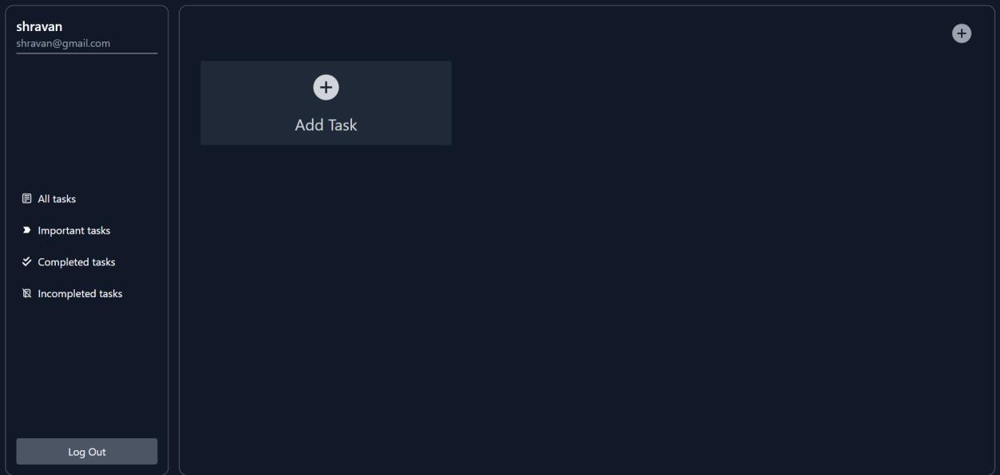 shravan
shravan@gmail.com
All tasks
Important tasks
Completed tasks
Incompleted tasks
Log Out
Add Task